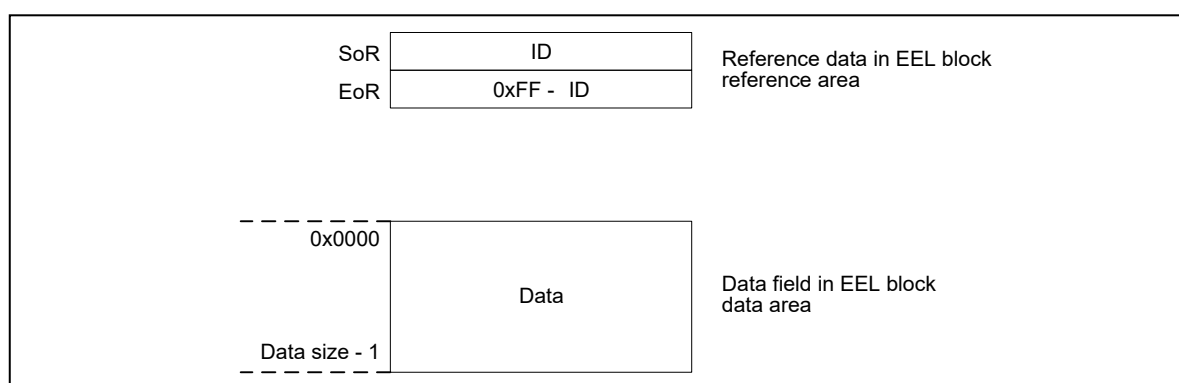 SoR ID
EoR 0xFF - ID
Reference data in EEL block
reference area
0x0000
Data
Data size - 1
Data field in EEL block
data area